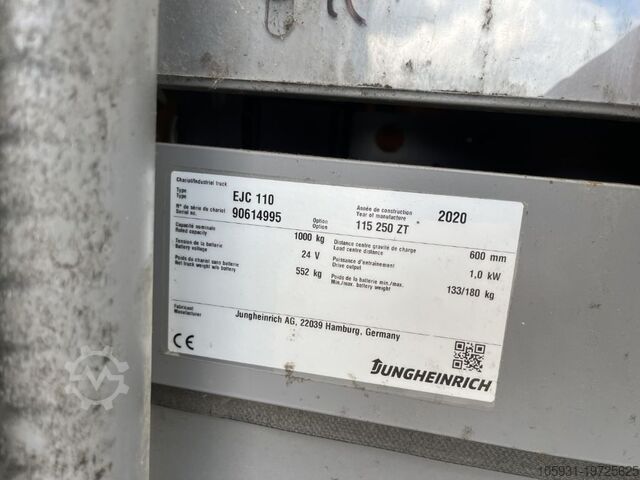 Chariot/Industriel truck
Type
Type
EJC 110
Année de construction
Year of manufacture
2020
N° de série du chariot
Serial no.
90614995
Option
Option
115 250 ZT
Capacité nominale
Rated capacity
1000 kg
Distance centre gravité de charge
Load centre distance
600 mm
Tension de la batterie
Battery voltage
24 V
Puissance d'entraînement
Drive output
1,0 kW
Poids du chariot sans batterie
Net truck weight w/o battery
552 kg
Poids de la batterie min./max.
Min./max. battery weight
133/180 kg
Fabricant
Manufacturer
Jungheinrich AG, 22039 Hamburg, Germany
CE
JUNGHEINRICH
105931-19725625